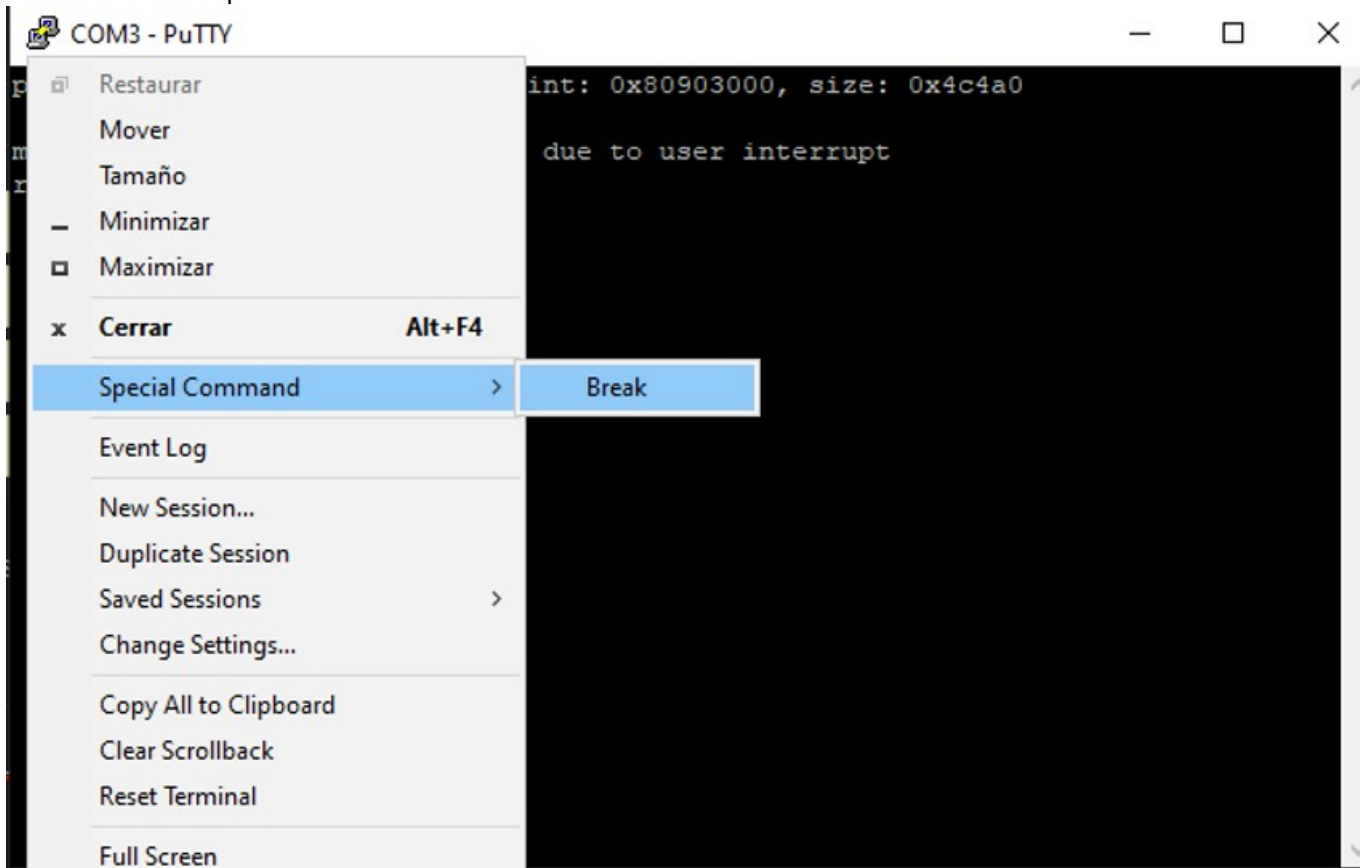 COM3 - PuTTY
int: 0x80903000, size: 0x4c4a0
due to user interrupt
Restaurar
Mover
Tamaño
Minimizar
Maximizar
Cerrar Alt+F4
Special Command > Break
Event Log
New Session...
Duplicate Session
Saved Sessions >
Change Settings...
Copy All to Clipboard
Clear Scrollback
Reset Terminal
Full Screen